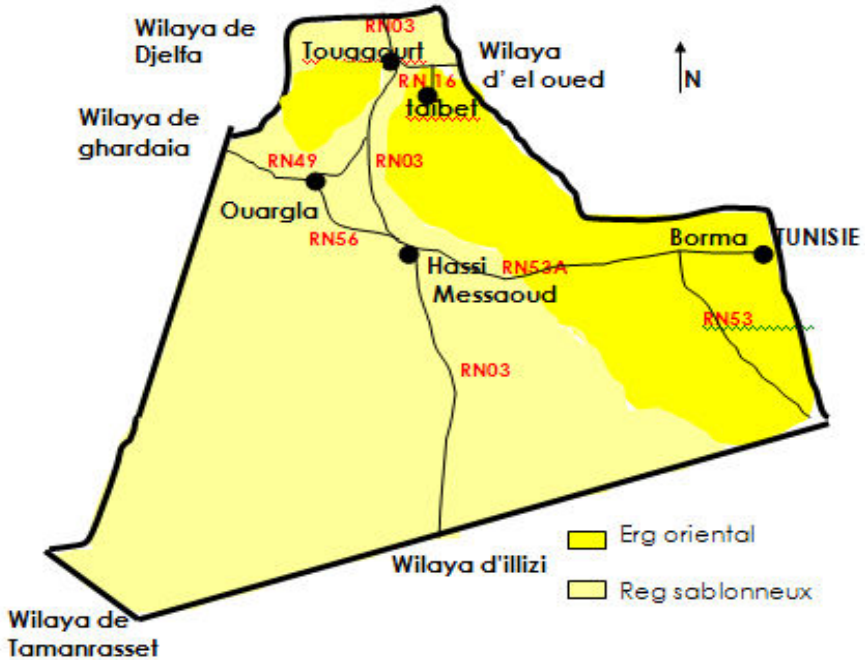 RN03
Wilaya de
Djelfa
Touggourt
Wilaya
d' el oued
N
RN 16
taibet
Wilaya de
ghardaia
RN49
RN03
Ouargla
RN56
Hassi
Messaoud
RN53A
Borma
TUNISIE
RN53
RN03
Erg oriental
Wilaya d'illizi
Reg sablonneux
Wilaya de
Tamanrasset